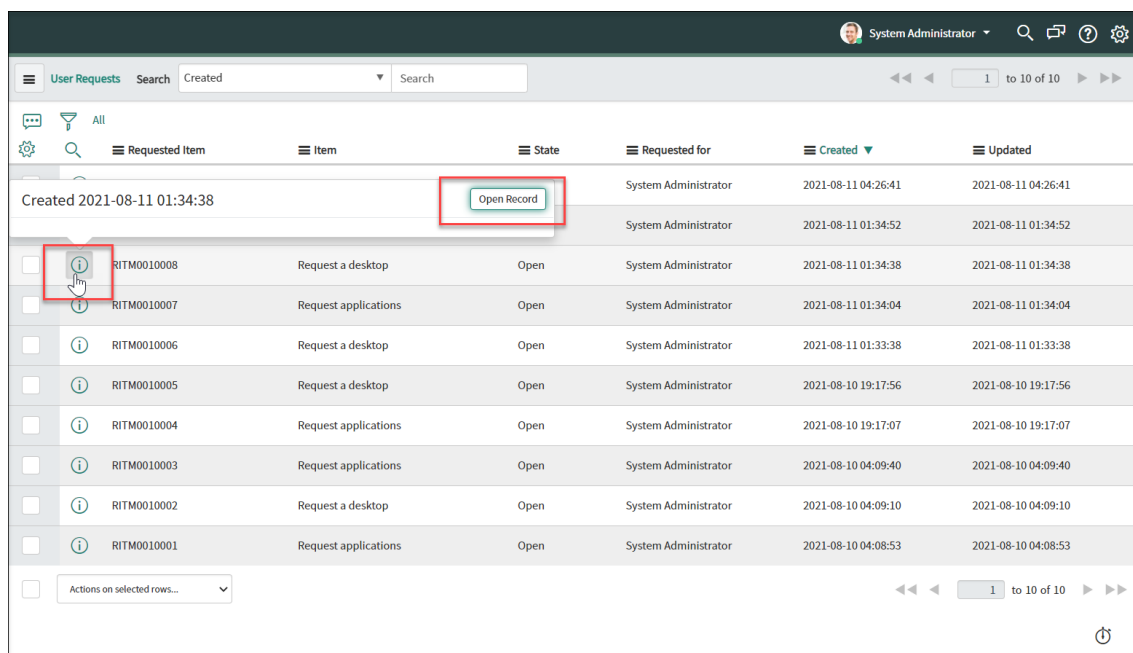 System Administrator
User Requests Search Created Search 1 to 10 of 10
All
Requested Item Item State Requested for Created Updated
System Administrator 2021-08-11 04:26:41 2021-08-11 04:26:41
Created 2021-08-11 01:34:38 Open Record
System Administrator 2021-08-11 01:34:52 2021-08-11 01:34:52
RITM0010008 Request a desktop Open System Administrator 2021-08-11 01:34:38 2021-08-11 01:34:38
RITM0010007 Request applications Open System Administrator 2021-08-11 01:34:04 2021-08-11 01:34:04
RITM0010006 Request a desktop Open System Administrator 2021-08-11 01:33:38 2021-08-11 01:33:38
RITM0010005 Request a desktop Open System Administrator 2021-08-10 19:17:56 2021-08-10 19:17:56
RITM0010004 Request applications Open System Administrator 2021-08-10 19:17:07 2021-08-10 19:17:07
RITM0010003 Request applications Open System Administrator 2021-08-10 04:09:40 2021-08-10 04:09:40
RITM0010002 Request a desktop Open System Administrator 2021-08-10 04:09:10 2021-08-10 04:09:10
RITM0010001 Request applications Open System Administrator 2021-08-10 04:08:53 2021-08-10 04:08:53
Actions on selected rows... 1 to 10 of 10